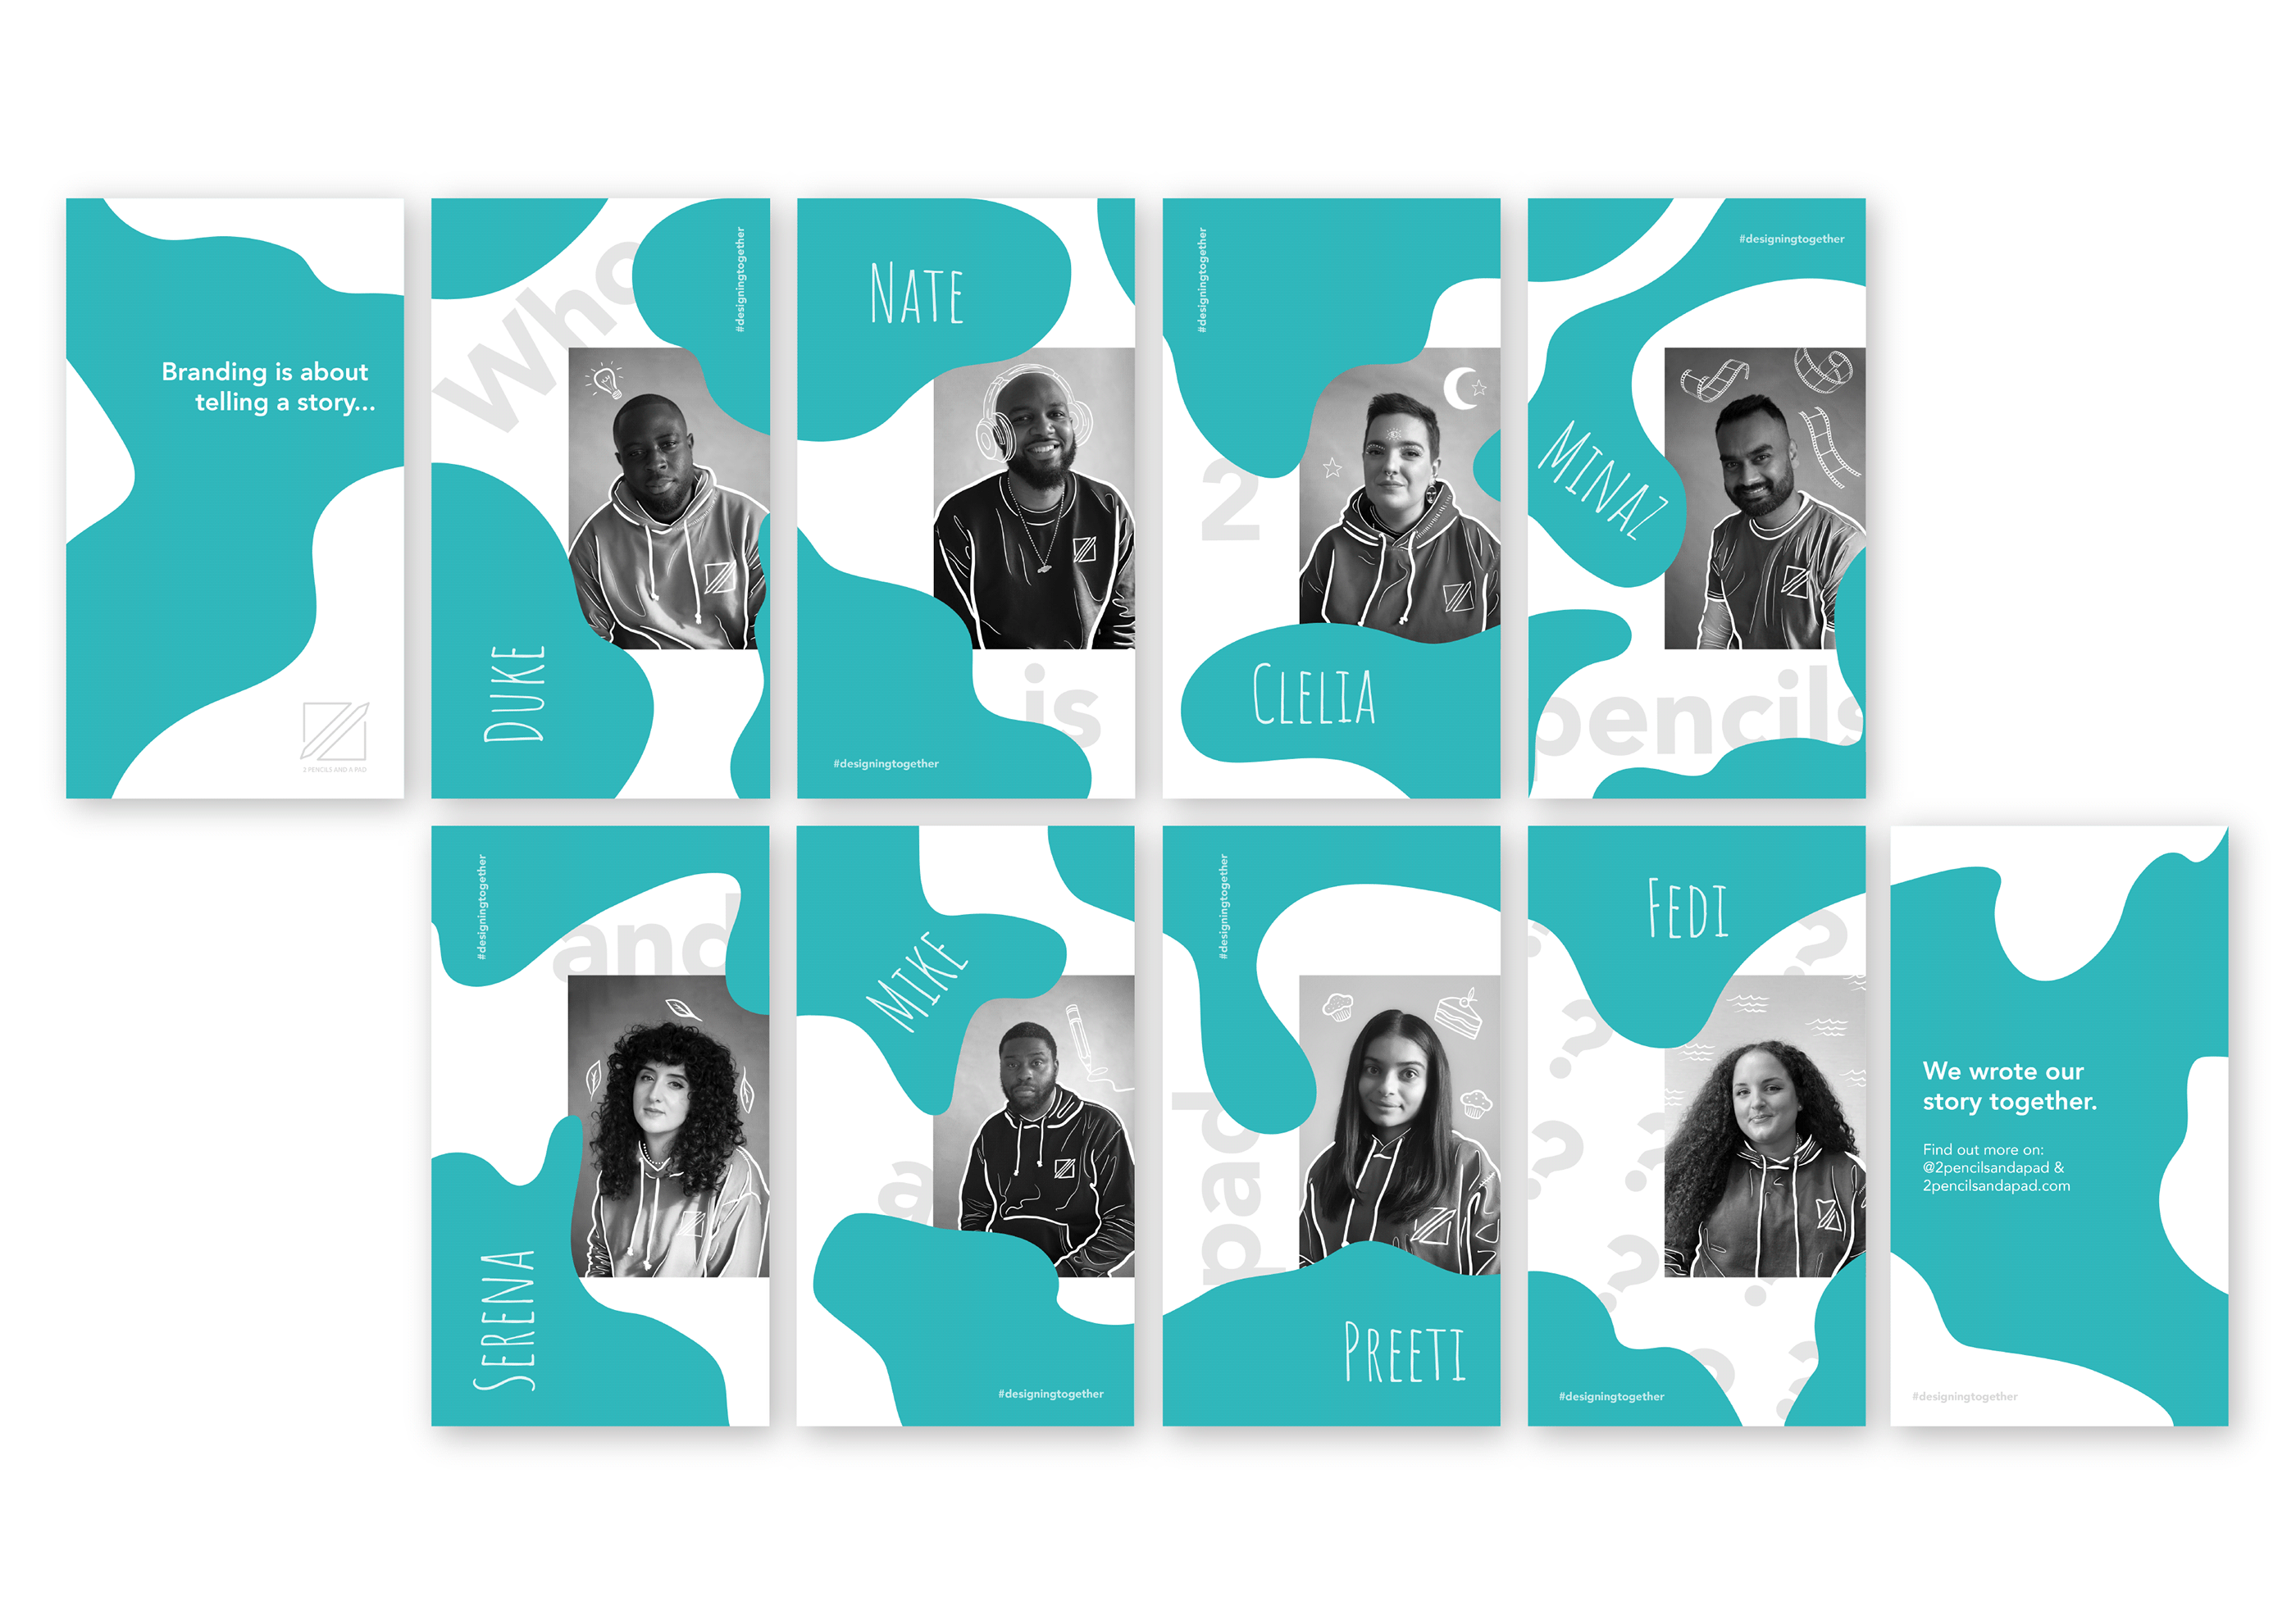 Branding is about
telling a story...
2 PENCILS AND A PAD
Who
#designingtogether
DUKE
NATE
is
#designingtogether
#designingtogether
2
CLELIA
#designingtogether
MINAZ
pencils
#designingtogether
and
SERENA
MIKE
a
#designingtogether
#designingtogether
pad
PREETI
FEDI
?
?
?
?
?
?
?
?
?
#designingtogether
We wrote our
story together.
Find out more on:
@2pencilsandapad &
2pencilsandapad.com
#designingtogether